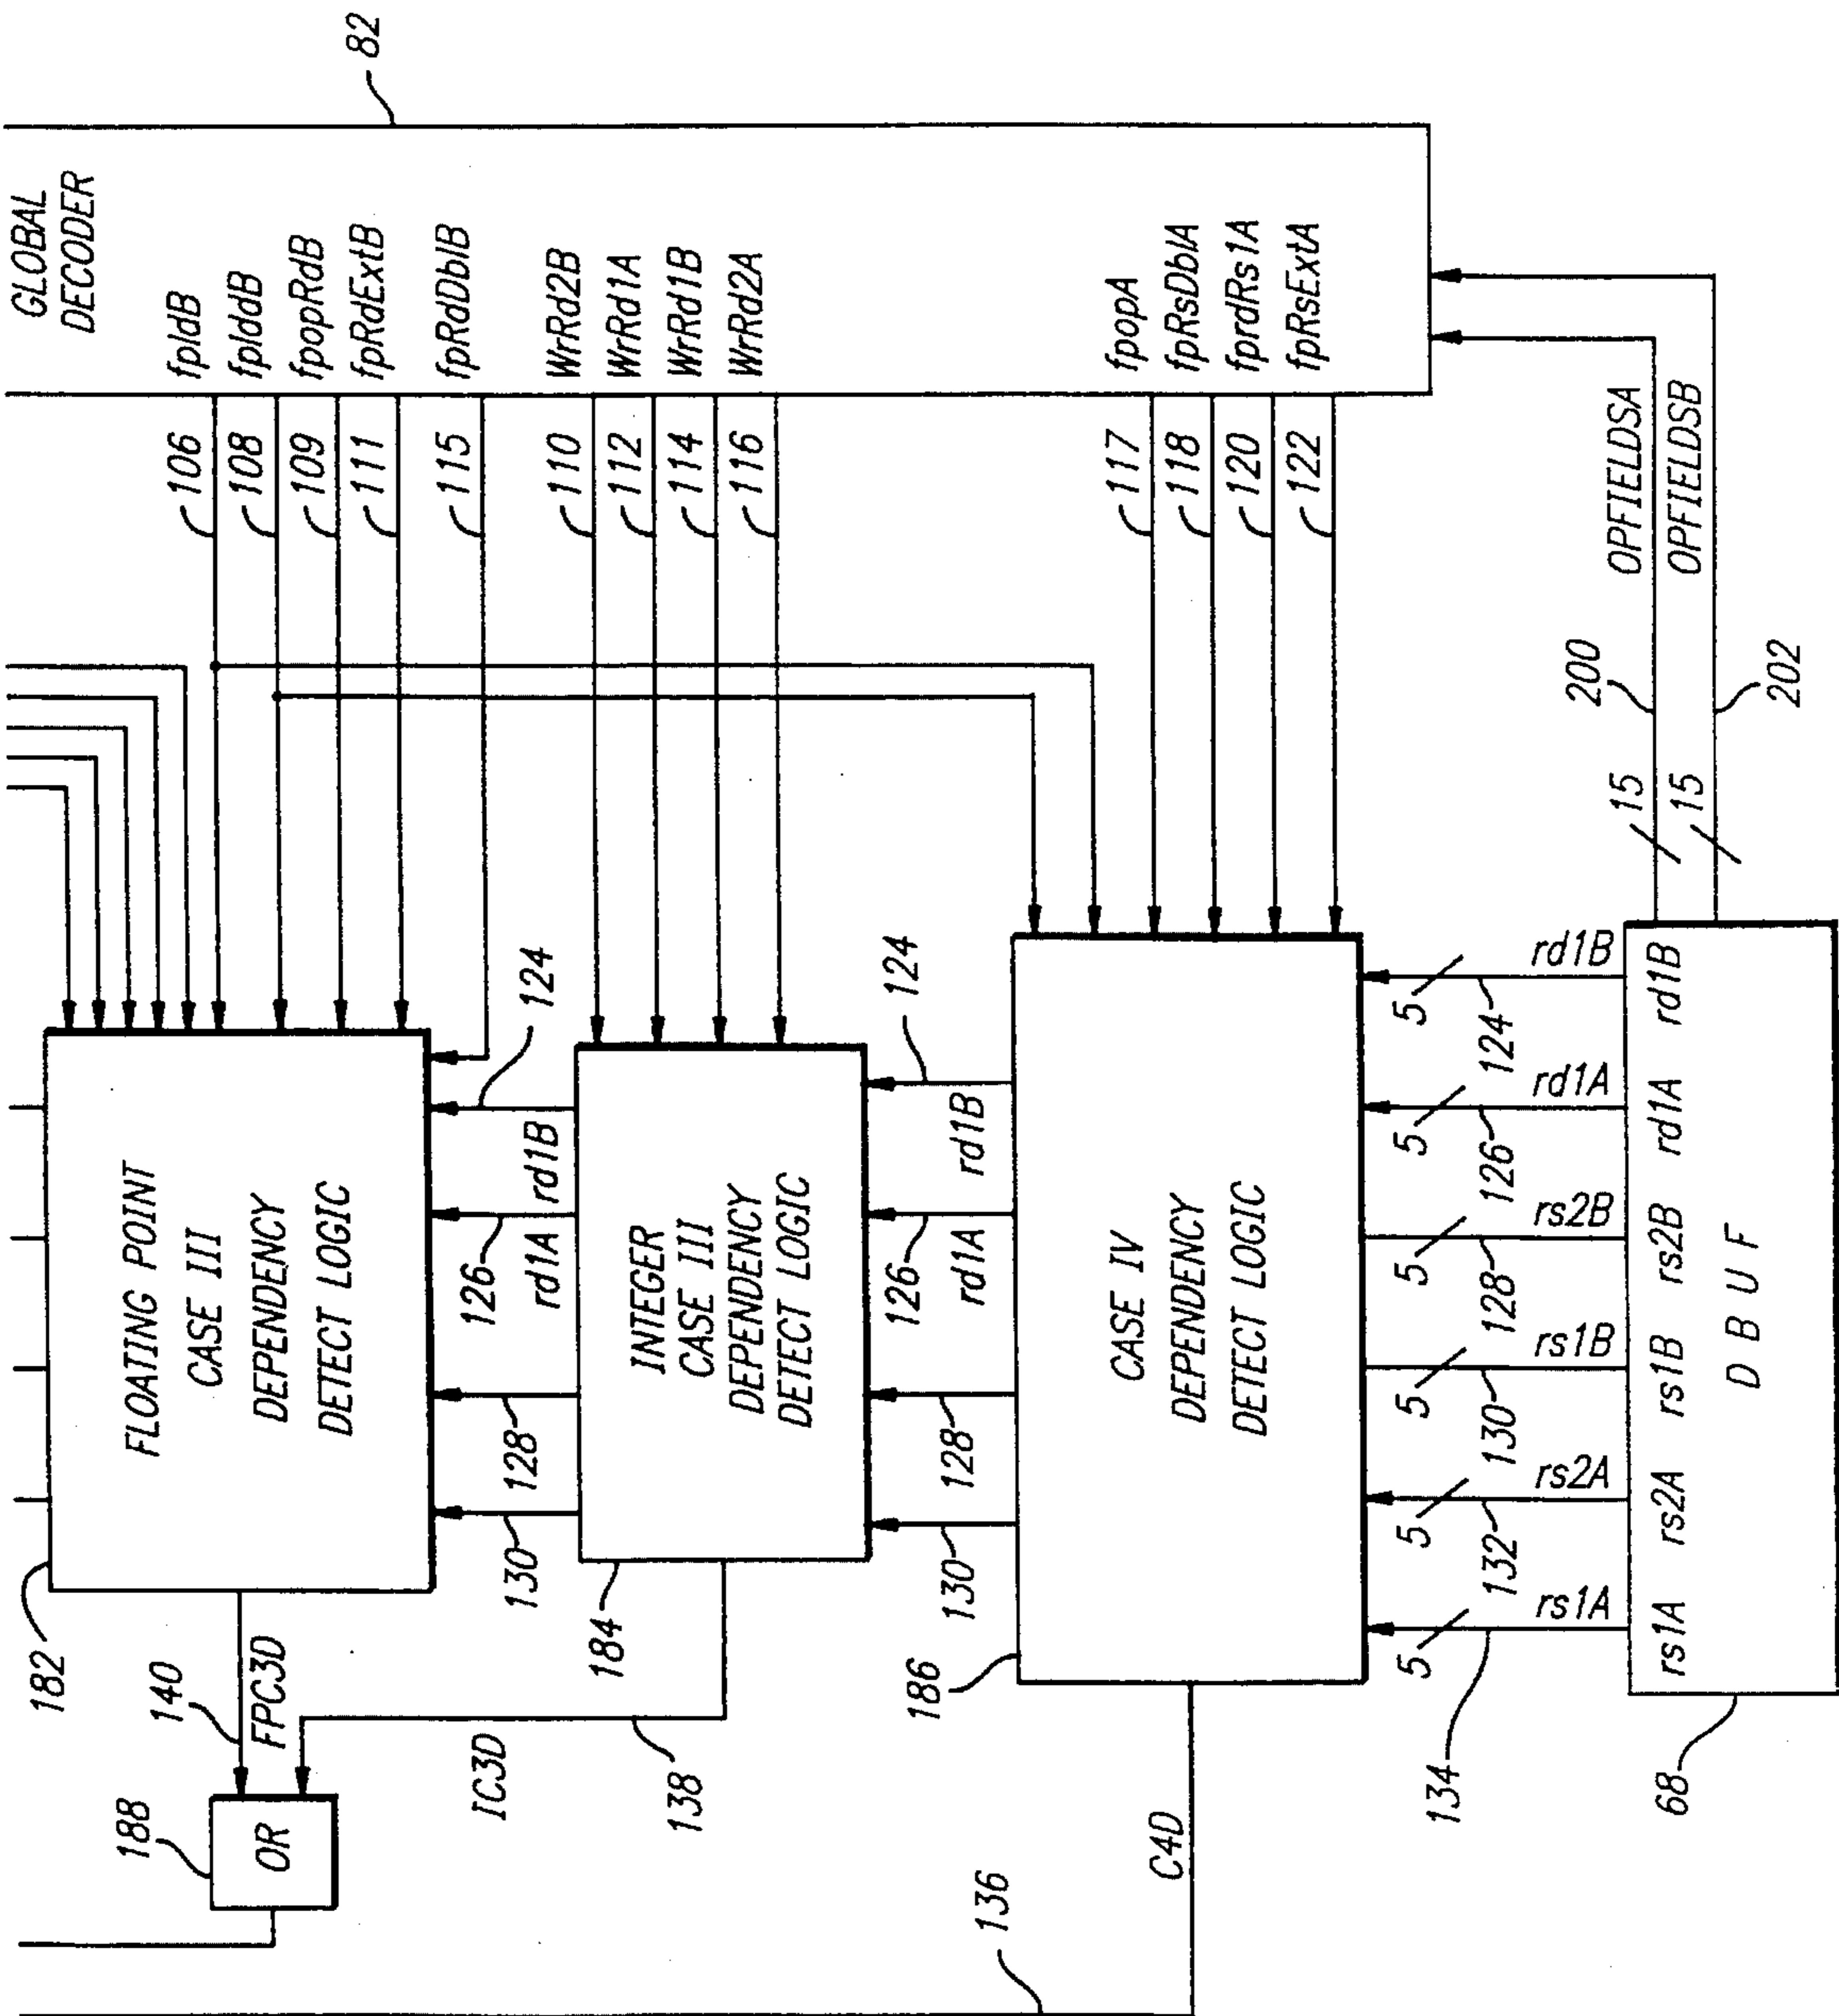 GLOBAL
DECODER
82
fpldB
fplddB
fpopRdB
fpRdExtB
fpRdDblB
WrRd2B
WrRd1A
WrRd1B
WrRd2A
fpopA
fpRsDblA
fprdRs1A
fpRsExtA
106
108
109
111
115
110
112
114
116
117
118
120
122
OPFIELDSA
OPFIELDSB
200
202
15
15
FLOATING POINT
CASE III
DEPENDENCY
DETECT LOGIC
182
124
rd1B
126
rd1A
128
130
INTEGER
CASE III
DEPENDENCY
DETECT LOGIC
184
124
rd1B
126
rd1A
128
130
CASE IV
DEPENDENCY
DETECT LOGIC
186
140
FPC3D
188
OR
IC3D
138
C4D
136
5
rd1B
124
5
rd1A
126
5
rs2B
128
5
rs1B
130
5
rs2A
132
5
rs1A
134
rs1A rs2A rs1B rs2B rd1A rd1B
D B U F
68